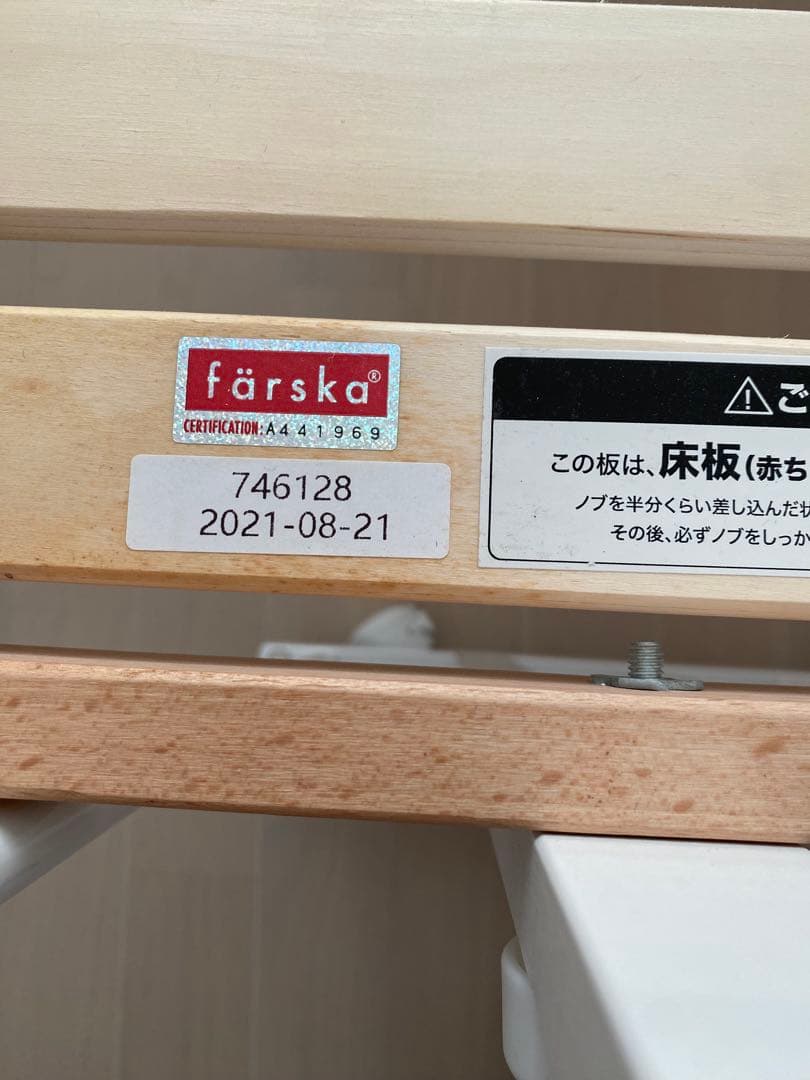 färska®
CERTIFICATION: A441969
746128
2021-08-21
⚠ご
この板は、床板(赤ち
ノブを半分くらい差し込んだ状
その後、必ずノブをしっか